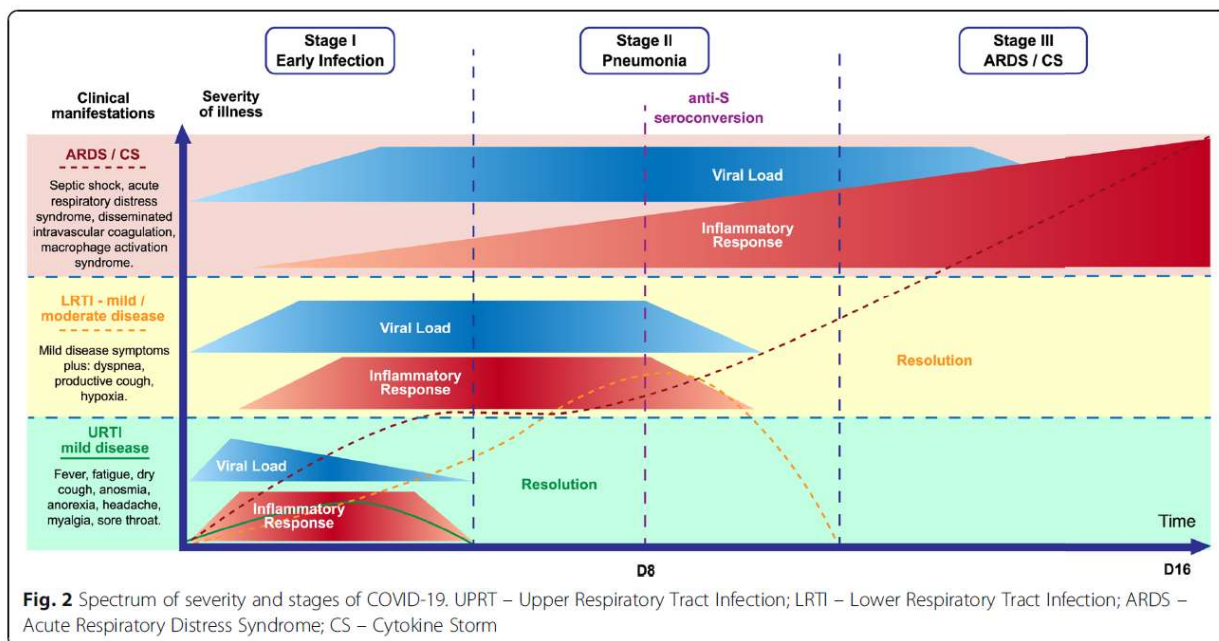 Stage I
Early Infection
Stage II
Pneumonia
Stage III
ARDS / CS
Clinical
manifestations
Severity
of illness
anti-S
seroconversion
ARDS / CS
Septic shock, acute
respiratory distress
syndrome, disseminated
intravascular coagulation,
macrophage activation
syndrome.
Viral Load
Inflammatory
Response
LRTI - mild /
moderate disease
Mild disease symptoms
plus: dyspnea,
productive cough,
hypoxia.
Viral Load
Inflammatory
Response
Resolution
URTI
mild disease
Fever, fatigue, dry
cough, anosmia,
anorexia, headache,
myalgia, sore throat.
Viral Load
Inflammatory
Response
Resolution
Time
D8
D16
Fig. 2 Spectrum of severity and stages of COVID-19. UPRT – Upper Respiratory Tract Infection; LRTI – Lower Respiratory Tract Infection; ARDS –
Acute Respiratory Distress Syndrome; CS – Cytokine Storm